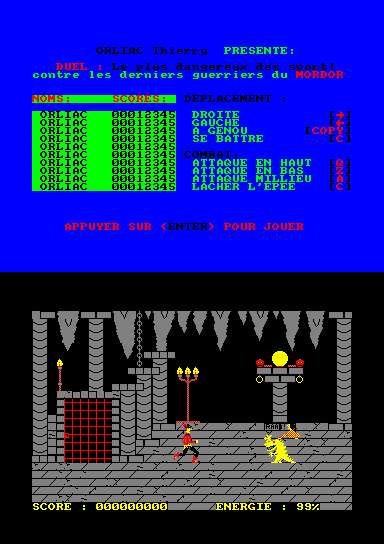 ORLIAC Thierry PRESENTE:
DUEL : Le plus dangereux des sport!
contre les derniers guerriers du MORDOR
NOMS: SCORES: DEPLACEMENT :
ORLIAC 00012345 DROITE [→]
ORLIAC 00012345 GAUCHE [←]
ORLIAC 00012345 A GENOU [COPY]
ORLIAC 00012345 SE BATTRE [C]
ORLIAC 00012345
ORLIAC 00012345 COMBAT:
ORLIAC 00012345 ATTAQUE EN HAUT [Q]
ORLIAC 00012345 ATTAQUE EN BAS [Z]
ORLIAC 00012345 ATTAQUE MILLIEU [A]
ORLIAC 00012345 LACHER L'EPEE [C]
APPUYER SUR <ENTER> POUR JOUER
SCORE : 000000000 ENERGIE : 99%